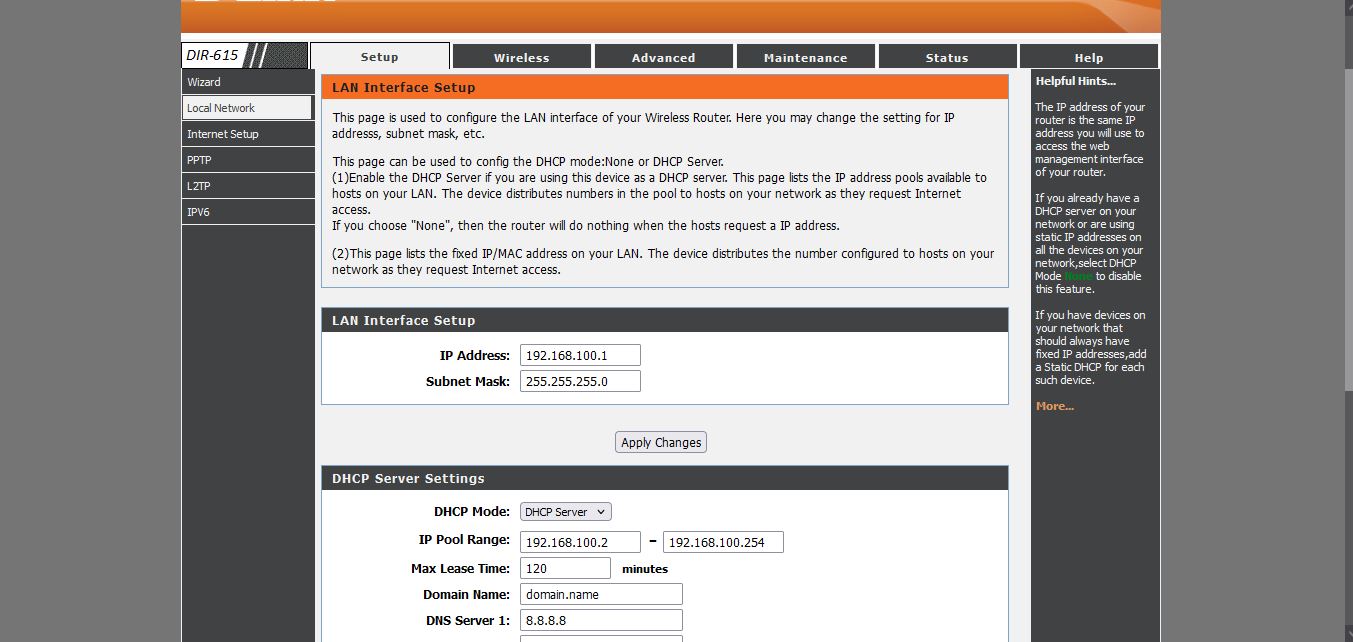 DIR-615
Setup
Wireless
Advanced
Maintenance
Status
Help
Wizard
Local Network
Internet Setup
PPTP
L2TP
IPV6
LAN Interface Setup
This page is used to configure the LAN interface of your Wireless Router. Here you may change the setting for IP
addresss, subnet mask, etc.
This page can be used to config the DHCP mode:None or DHCP Server.
(1)Enable the DHCP Server if you are using this device as a DHCP server. This page lists the IP address pools available to
hosts on your LAN. The device distributes numbers in the pool to hosts on your network as they request Internet
access.
If you choose "None", then the router will do nothing when the hosts request a IP address.
(2)This page lists the fixed IP/MAC address on your LAN. The device distributes the number configured to hosts on your
network as they request Internet access.
LAN Interface Setup
IP Address: 192.168.100.1
Subnet Mask: 255.255.255.0
Apply Changes
DHCP Server Settings
DHCP Mode: DHCP Server
IP Pool Range: 192.168.100.2 – 192.168.100.254
Max Lease Time: 120 minutes
Domain Name: domain.name
DNS Server 1: 8.8.8.8
Helpful Hints...
The IP address of your
router is the same IP
address you will use to
access the web
management interface
of your router.
If you already have a
DHCP server on your
network or are using
static IP addresses on
all the devices on your
network,select DHCP
Mode None to disable
this feature.
If you have devices on
your network that
should always have
fixed IP addresses,add
a Static DHCP for each
such device.
More...